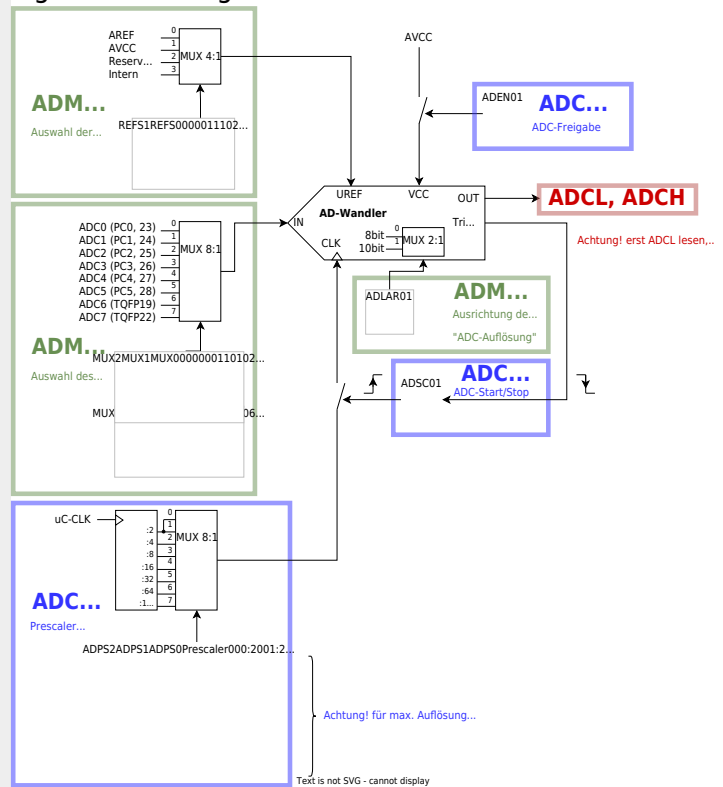 AREF
AVCC
Reserv...
Intern
0
1
2
3
MUX 4:1
ADM...
Auswahl der...
REFS1REFS0000011102...
AVCC
ADEN01
ADC...
ADC-Freigabe
UREF
VCC
OUT
AD-Wandler
IN
Tri...
CLK
8bit
10bit
0
1
MUX 2:1
ADCL, ADCH
Achtung! erst ADCL lesen,..
ADC0 (PC0, 23)
ADC1 (PC1, 24)
ADC2 (PC2, 25)
ADC3 (PC3, 26)
ADC4 (PC4, 27)
ADC5 (PC5, 28)
ADC6 (TQFP19)
ADC7 (TQFP22)
0
1
2
3
4
5
6
7
MUX 8:1
ADM...
Auswahl des...
MUX2MUX1MUX0000000110102...
MUX
06...
ADLAR01
ADM...
Ausrichtung de...
"ADC-Auflösung"
ADSC01
ADC...
ADC-Start/Stop
uC-CLK
:2
:4
:8
:16
:32
:64
:1...
0
1
2
3
4
5
6
7
MUX 8:1
ADC...
Prescaler...
ADPS2ADPS1ADPS0Prescaler000:2001:2...
Achtung! für max. Auflösung...
Text is not SVG - cannot display